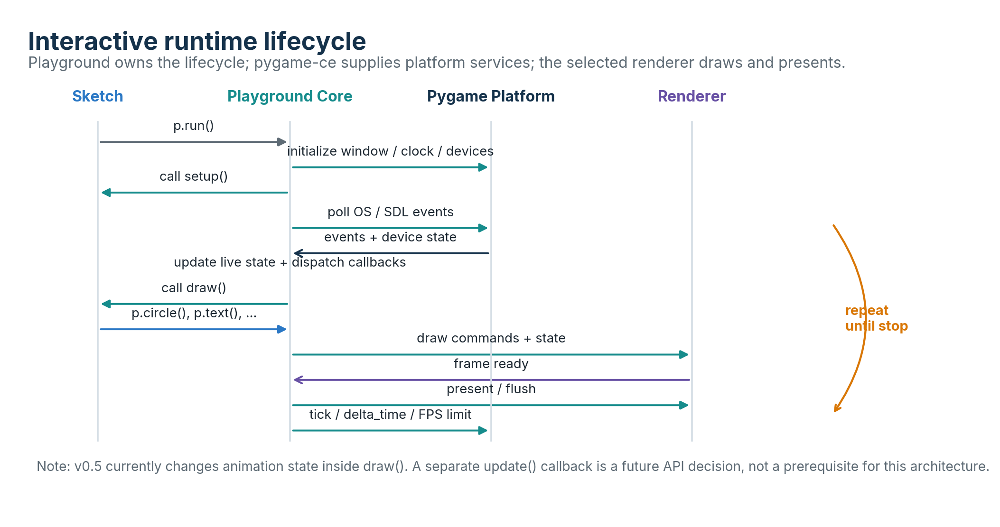 Interactive runtime lifecycle
Playground owns the lifecycle; pygame-ce supplies platform services; the selected renderer draws and presents.
Sketch
Playground Core
Pygame Platform
Renderer
p.run()
initialize window / clock / devices
call setup()
poll OS / SDL events
events + device state
update live state + dispatch callbacks
call draw()
p.circle(), p.text(), ...
repeat
until stop
draw commands + state
frame ready
present / flush
tick / delta_time / FPS limit
Note: v0.5 currently changes animation state inside draw(). A separate update() callback is a future API decision, not a prerequisite for this architecture.